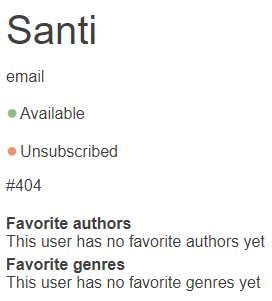 Santi
email
Available
Unsubscribed
#404
Favorite authors
This user has no favorite authors yet
Favorite genres
This user has no favorite genres yet